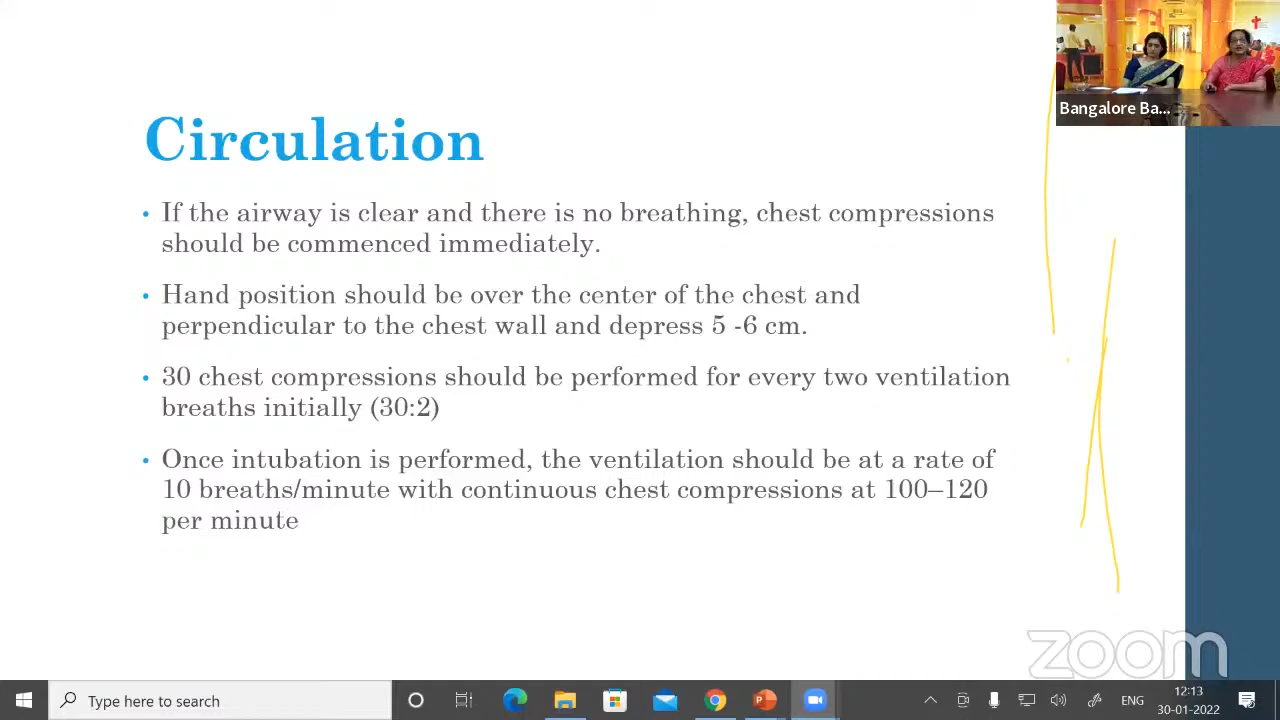 Bangalore Ba...
Circulation
• If the airway is clear and there is no breathing, chest compressions
should be commenced immediately.
• Hand position should be over the center of the chest and
perpendicular to the chest wall and depress 5 -6 cm.
• 30 chest compressions should be performed for every two ventilation
breaths initially (30:2)
• Once intubation is performed, the ventilation should be at a rate of
10 breaths/minute with continuous chest compressions at 100–120
per minute
zoom
Type here to search
ENG
12:13
30-01-2022